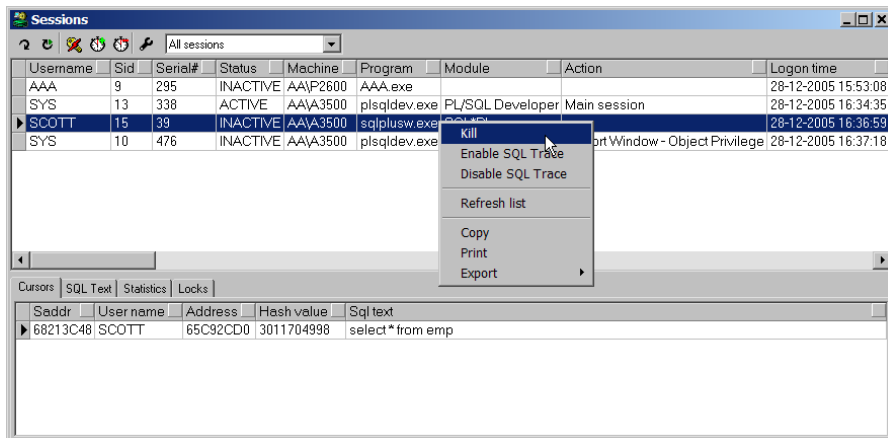 Sessions
All sessions
Username Sid Serial# Status Machine Program Module Action Logon time
AAA 9 295 INACTIVE AA\P2600 AAA.exe 28-12-2005 15:53:08
SYS 13 338 ACTIVE AA\A3500 plsqldev.exe PL/SQL Developer Main session 28-12-2005 16:34:35
SCOTT 15 39 INACTIVE AA\A3500 sqlplusw.exe 28-12-2005 16:36:59
SYS 10 476 INACTIVE AA\A3500 plsqldev.exe ort Window - Object Privilege 28-12-2005 16:37:18
Kill
Enable SQL Trace
Disable SQL Trace
Refresh list
Copy
Print
Export
Cursors SQL Text Statistics Locks
Saddr User name Address Hash value Sql text
68213C48 SCOTT 65C92CD0 3011704998 select * from emp